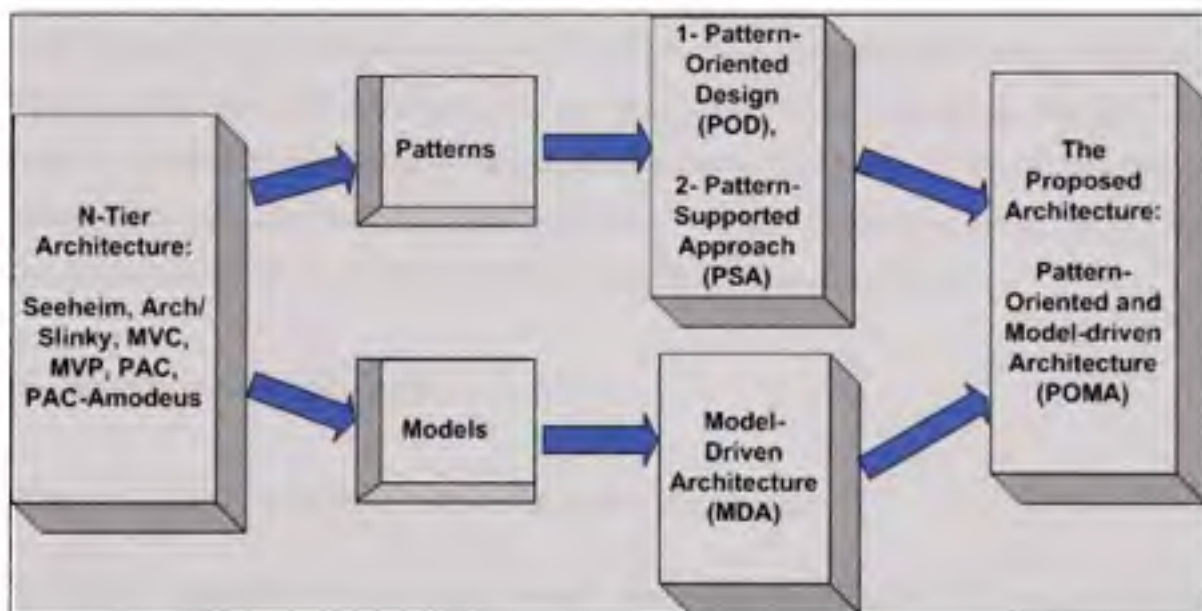 N-Tier
Architecture:
Seeheim, Arch/
Slinky, MVC,
MVP, PAC,
PAC-Amodeus
Patterns
Models
1- Pattern-
Oriented
Design
(POD),
2- Pattern-
Supported
Approach
(PSA)
Model-
Driven
Architecture
(MDA)
The
Proposed
Architecture:
Pattern-
Oriented and
Model-driven
Architecture
(POMA)